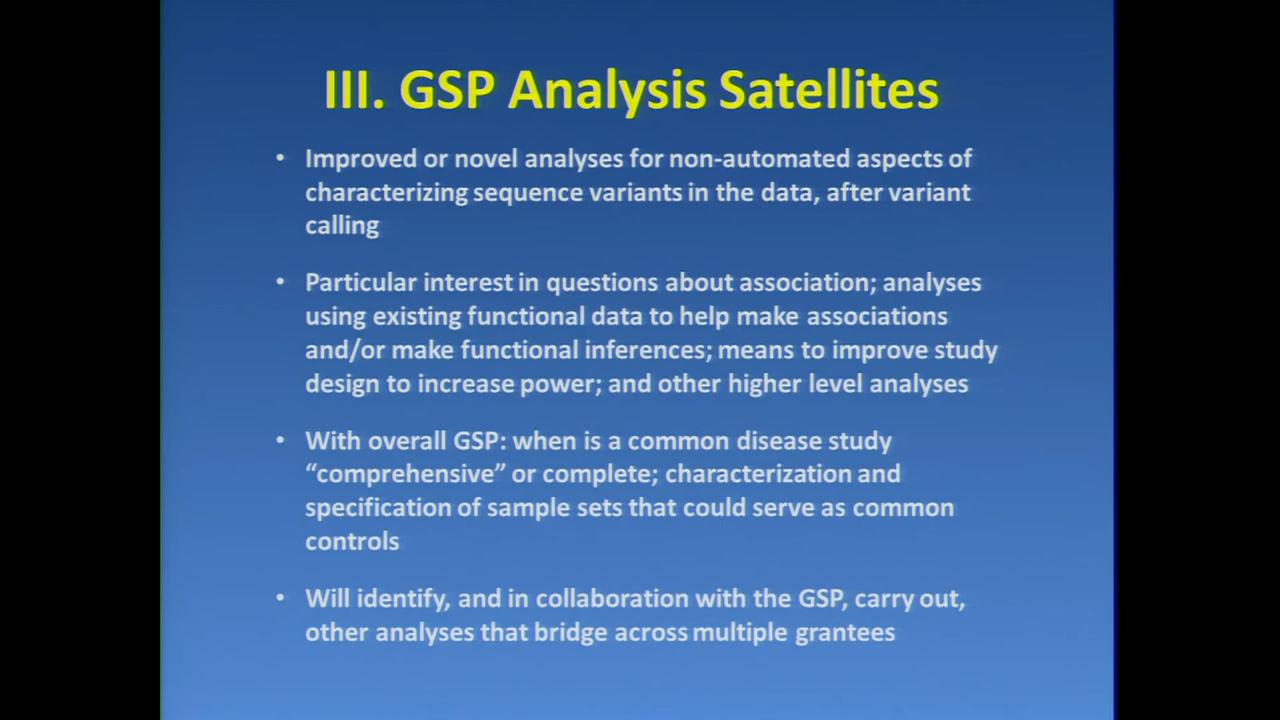 III. GSP Analysis Satellites
• Improved or novel analyses for non-automated aspects of
characterizing sequence variants in the data, after variant
calling
• Particular interest in questions about association; analyses
using existing functional data to help make associations
and/or make functional inferences; means to improve study
design to increase power; and other higher level analyses
• With overall GSP: when is a common disease study
“comprehensive” or complete; characterization and
specification of sample sets that could serve as common
controls
• Will identify, and in collaboration with the GSP, carry out,
other analyses that bridge across multiple grantees